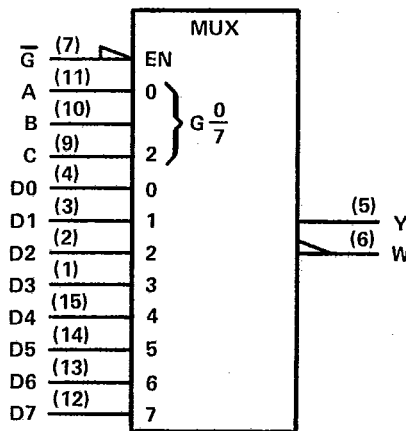 MUX
G̅ (7) EN
A (11) 0
B (10) G 0/7
C (9) 2
D0 (4) 0
D1 (3) 1 (5) Y
D2 (2) 2 (6) W
D3 (1) 3
D4 (15) 4
D5 (14) 5
D6 (13) 6
D7 (12) 7